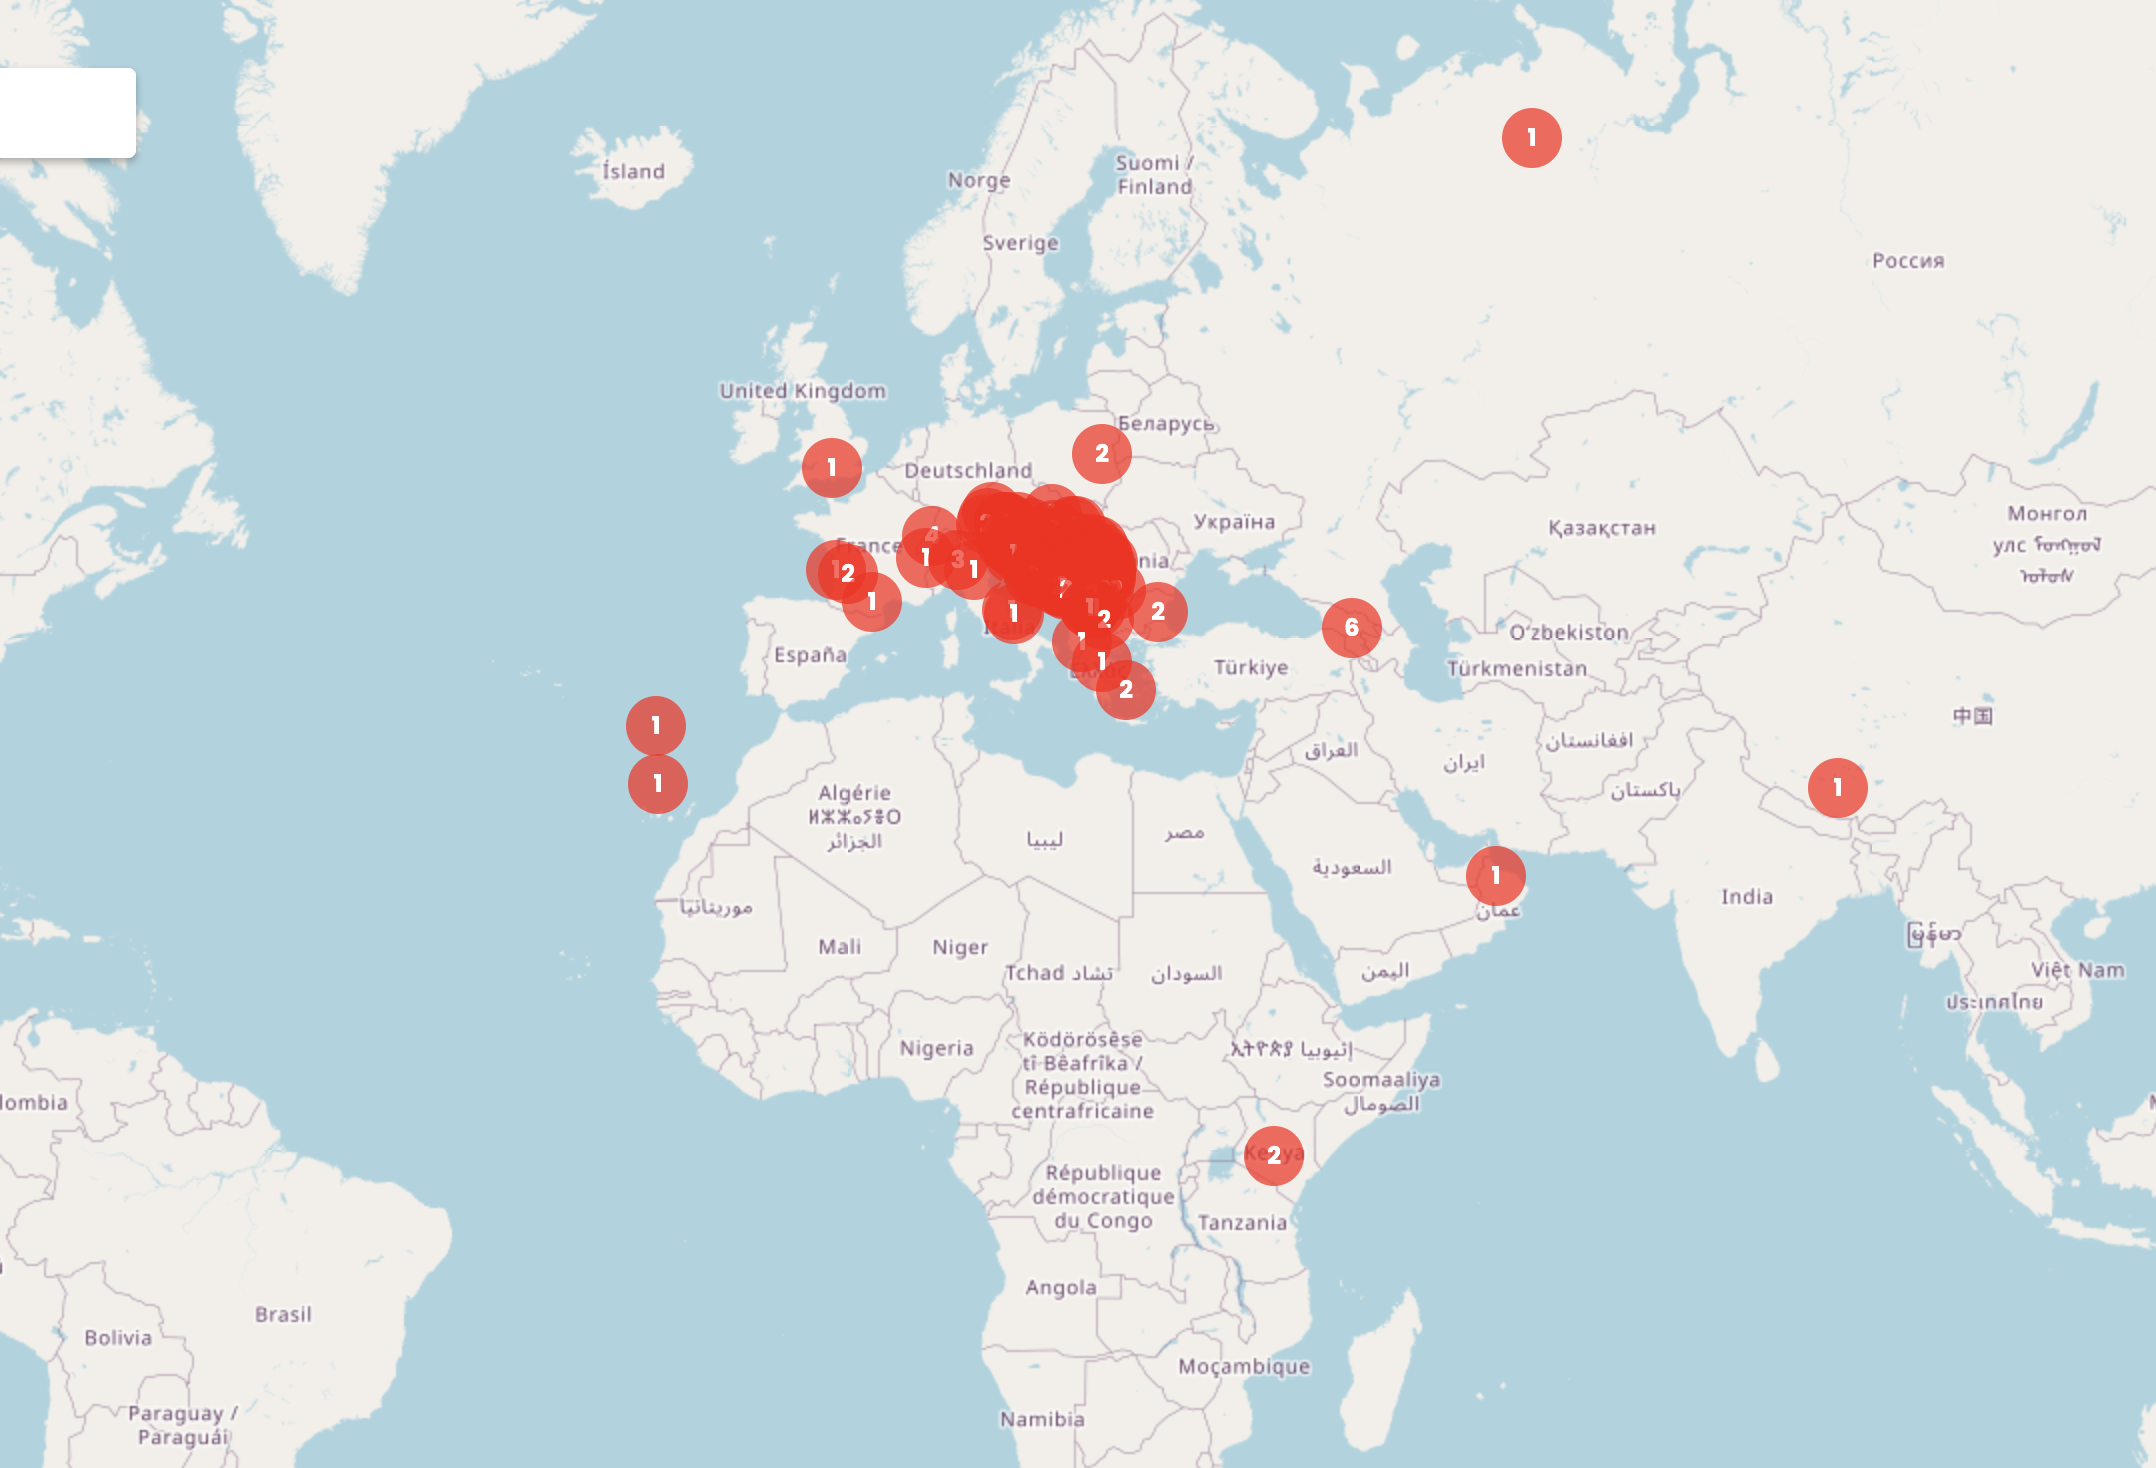 Ísland
Suomi /
Finland
Norge
Sverige
Россия
United Kingdom
Беларусь
Deutschland
Україна
France
nia
Қазақстан
Монгол
улс
Italia
España
Türkiye
O'zbekiston
Türkmenistan
中国
افغانستان
العراق
ایران
پاکستان
Algérie
ⵍⵣⵣⴰⵢⴻⵔ
الجزائر
ليبيا
مصر
السعودية
India
عمان
موريتانيا
Mali
Niger
Tchad تشاد
السودان
اليمن
မြန်မာ
Việt Nam
ประเทศไทย
Nigeria
Ködörösêse
tî Bêafrîka /
République
centrafricaine
ኢትዮጵያ إثيوبيا
Soomaaliya
الصومال
lombia
Kenya
République
démocratique
du Congo
Tanzania
Angola
Brasil
Bolivia
Moçambique
Paraguay /
Paraguái
Namibia
1
1
2
4
1
3
1
1
2
1
1
1
2
2
1
1
2
6
1
1
1
1
2